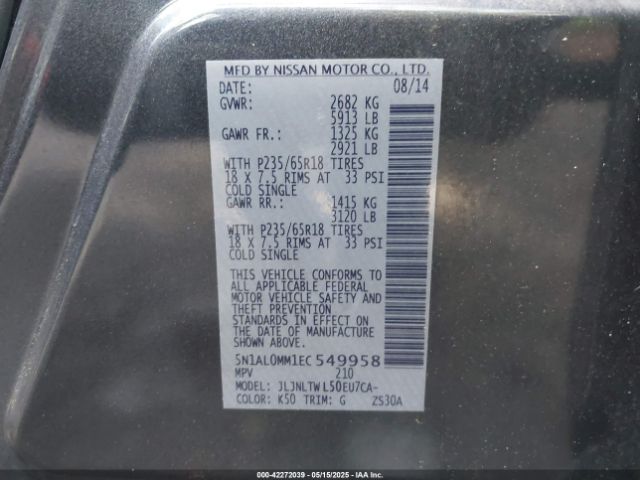 MFD BY NISSAN MOTOR CO., LTD.
DATE: 08/14
GVWR: 2682 KG
5913 LB
GAWR FR.: 1325 KG
2921 LB
WITH P235/65R18 TIRES
18 X 7.5 RIMS AT 33 PSI
COLD SINGLE
GAWR RR.: 1415 KG
3120 LB
WITH P235/65R18 TIRES
18 X 7.5 RIMS AT 33 PSI
COLD SINGLE
THIS VEHICLE CONFORMS TO
ALL APPLICABLE FEDERAL
MOTOR VEHICLE SAFETY AND
THEFT PREVENTION
STANDARDS IN EFFECT ON
THE DATE OF MANUFACTURE
SHOWN ABOVE.
5N1AL0MM1EC549958
MPV 210
MODEL: JLJNLTWL50EU7CA-
COLOR: K50 TRIM: G ZS30A
000-42272039 - 05/15/2025 - IAAI.COM